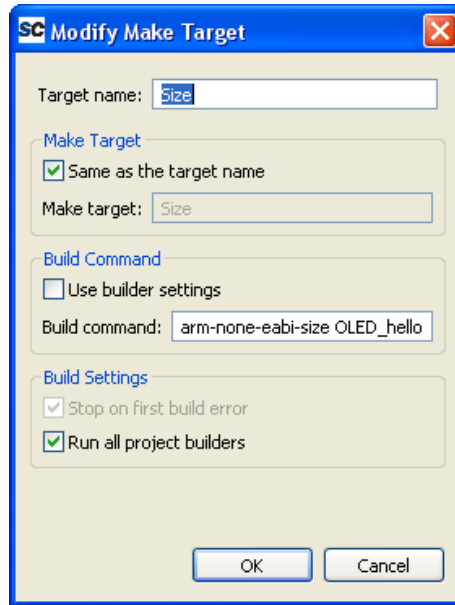 SC Modify Make Target
Target name: Size
Make Target
Same as the target name
Make target: Size
Build Command
Use builder settings
Build command: arm-none-eabi-size OLED_hello
Build Settings
Stop on first build error
Run all project builders
OK Cancel